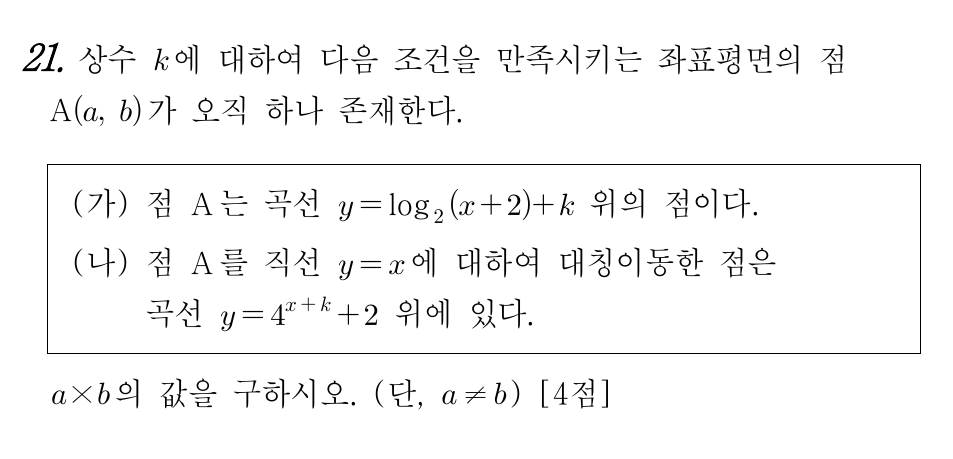 21. 상수 k에 대하여 다음 조건을 만족시키는 좌표평면의 점
A(a, b)가 오직 하나 존재한다.
(가) 점 A는 곡선 y=log₂(x+2)+k 위의 점이다.
(나) 점 A를 직선 y=x에 대하여 대칭이동한 점은
곡선 y=4^{x+k}+2 위에 있다.
a×b의 값을 구하시오. (단, a≠b) [4점]